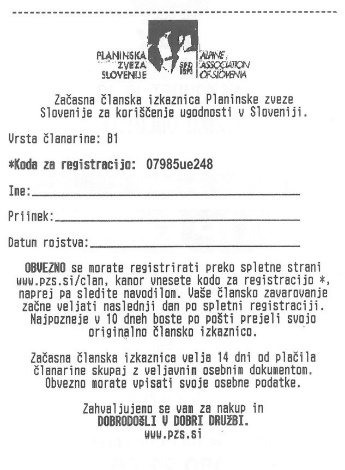 PLANINSKA
ZVEZA
SLOVENIJE
SPD
1893
ALPINE
ASSOCIATION
OF SLOVENIA
Začasna članska izkaznica Planinske zveze
Slovenije za koriščenje ugodnosti v Sloveniji.
Vrsta članarine: B1
*Koda za registracijo: 07985ue248
Ime:
Priimek:
Datum rojstva:
OBVEZNO se morate registrirati preko spletne strani
www.pzs.si/clan, kamor vnesete kodo za registracijo *,
naprej pa sledite navodilom. Vaše člansko zavarovanje
začne veljati naslednji dan po spletni registraciji.
Najpozneje v 10 dneh boste po pošti prejeli svojo
originalno člansko izkaznico.
Začasna članska izkaznica velja 14 dni od plačila
članarine skupaj z veljavnim osebnim dokumentom.
Obvezno morate vpisati svoje osebne podatke.
Zahvaljujemo se vam za nakup in
DOBRODOŠLI V DOBRI DRUŽBI.
www.pzs.si